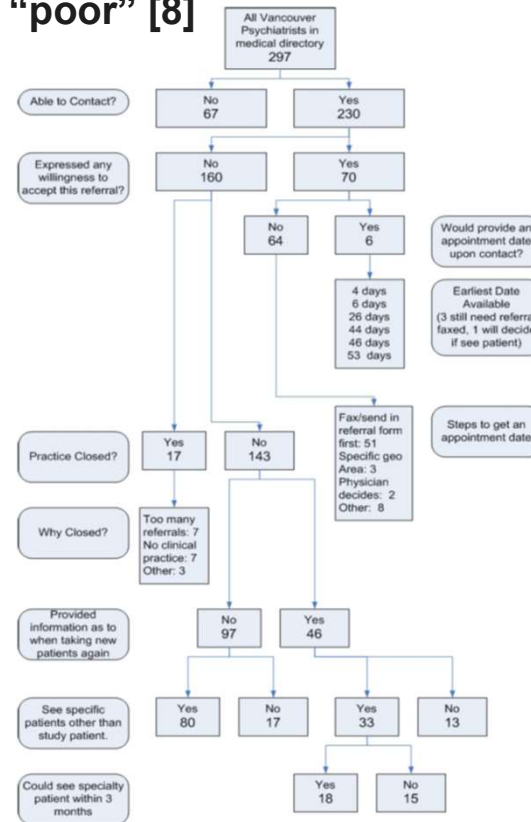 “poor” [8]
All Vancouver
Psychiatrists in
medical directory
297
Able to Contact?
No
67
Yes
230
Expressed any
willingness to
accept this referral?
No
160
Yes
70
No
64
Yes
6
Would provide an
appointment date
upon contact?
4 days
6 days
26 days
44 days
46 days
53 days
Earliest Date
Available
(3 still need referra
faxed, 1 will decide
if see patient)
Practice Closed?
Yes
17
No
143
Fax/send in
referral form
first: 51
Specific geo
Area: 3
Physician
decides: 2
Other: 8
Steps to get an
appointment date
Why Closed?
Too many
referrals: 7
No clinical
practice: 7
Other: 3
Provided
information as to
when taking new
patients again
No
97
Yes
46
See specific
patients other than
study patient.
Yes
80
No
17
Yes
33
No
13
Could see specialty
patient within 3
months
Yes
18
No
15